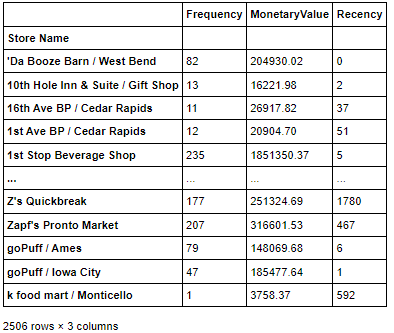 Frequency MonetaryValue Recency
Store Name
'Da Booze Barn / West Bend 82 204930.02 0
10th Hole Inn & Suite / Gift Shop 13 16221.98 2
16th Ave BP / Cedar Rapids 11 26917.82 37
1st Ave BP / Cedar Rapids 12 20904.70 51
1st Stop Beverage Shop 235 1851350.37 5
... ... ... ...
Z's Quickbreak 177 251324.69 1780
Zapf's Pronto Market 207 316601.53 467
goPuff / Ames 79 148069.68 6
goPuff / Iowa City 47 185477.64 1
k food mart / Monticello 1 3758.37 592
2506 rows × 3 columns